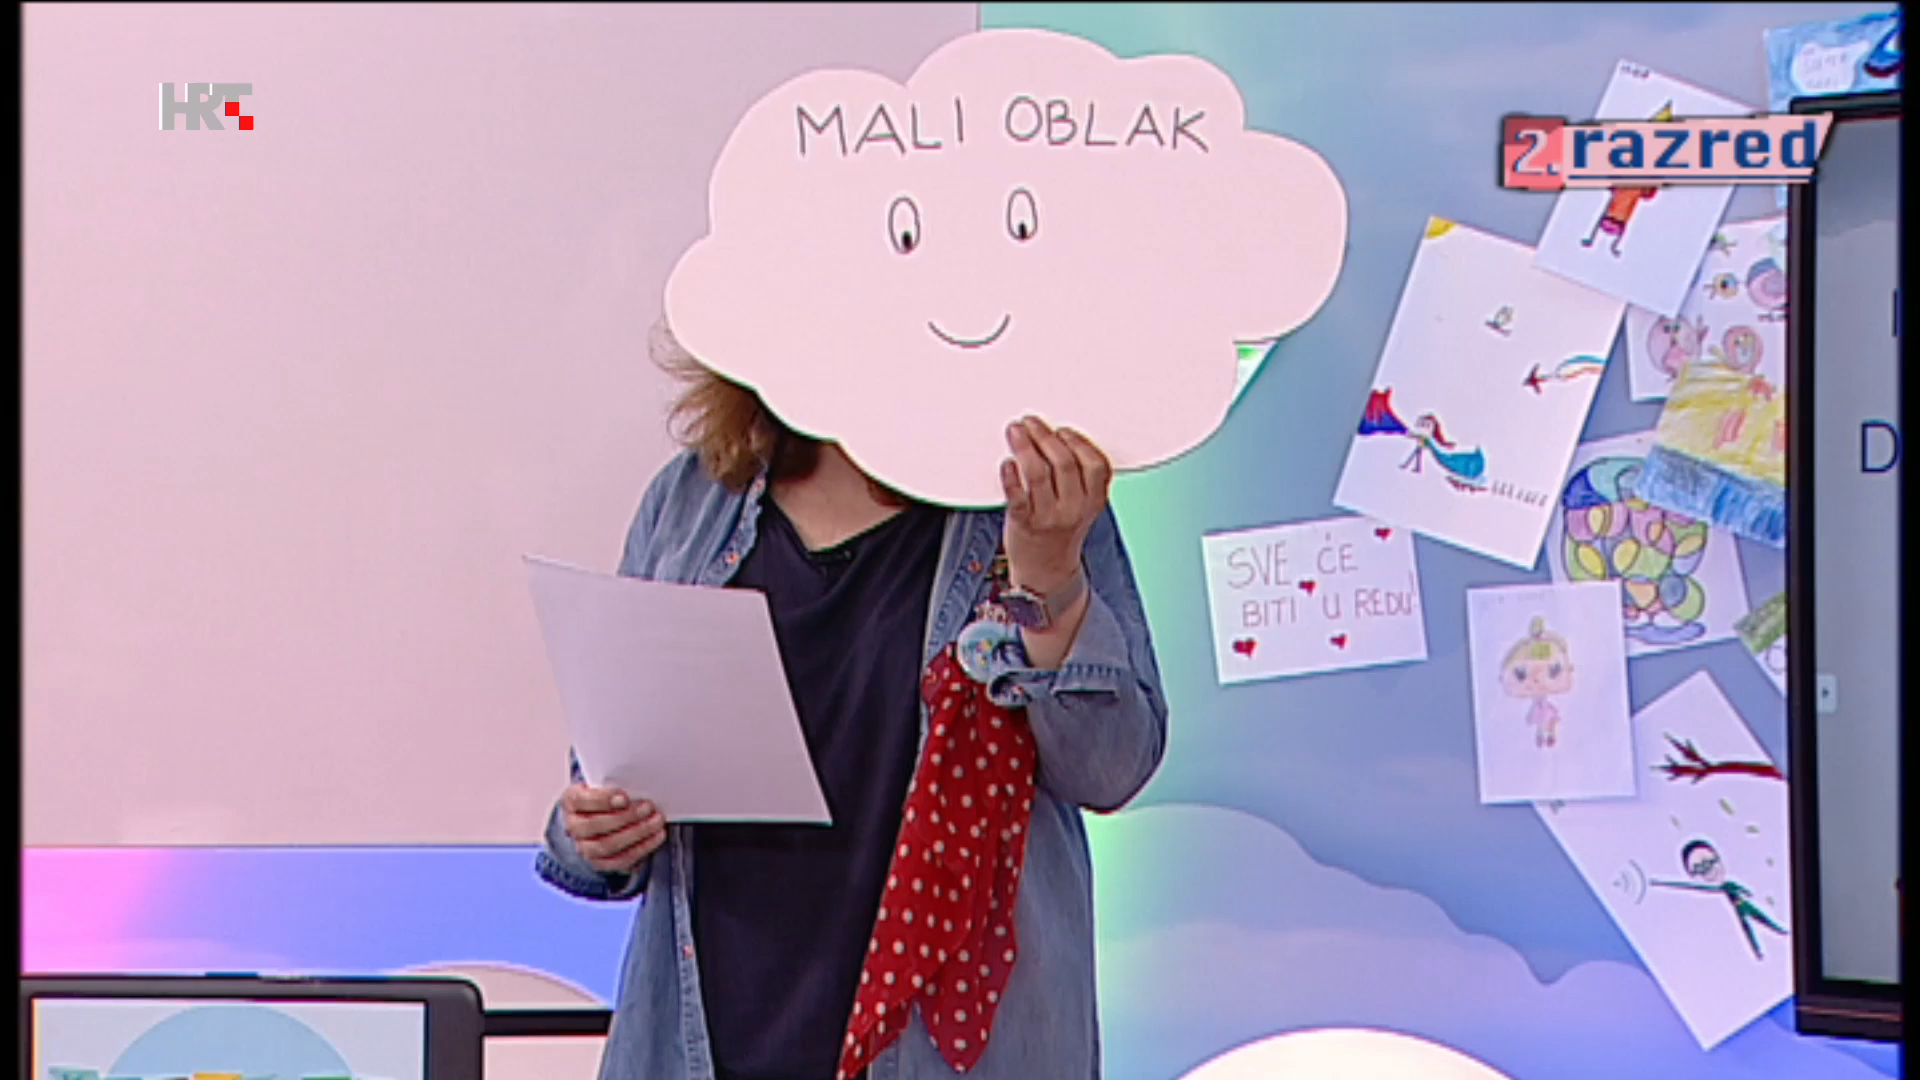 HRT
MALI OBLAK
2. razred
SVE ĆE
BITI U REDU!
D